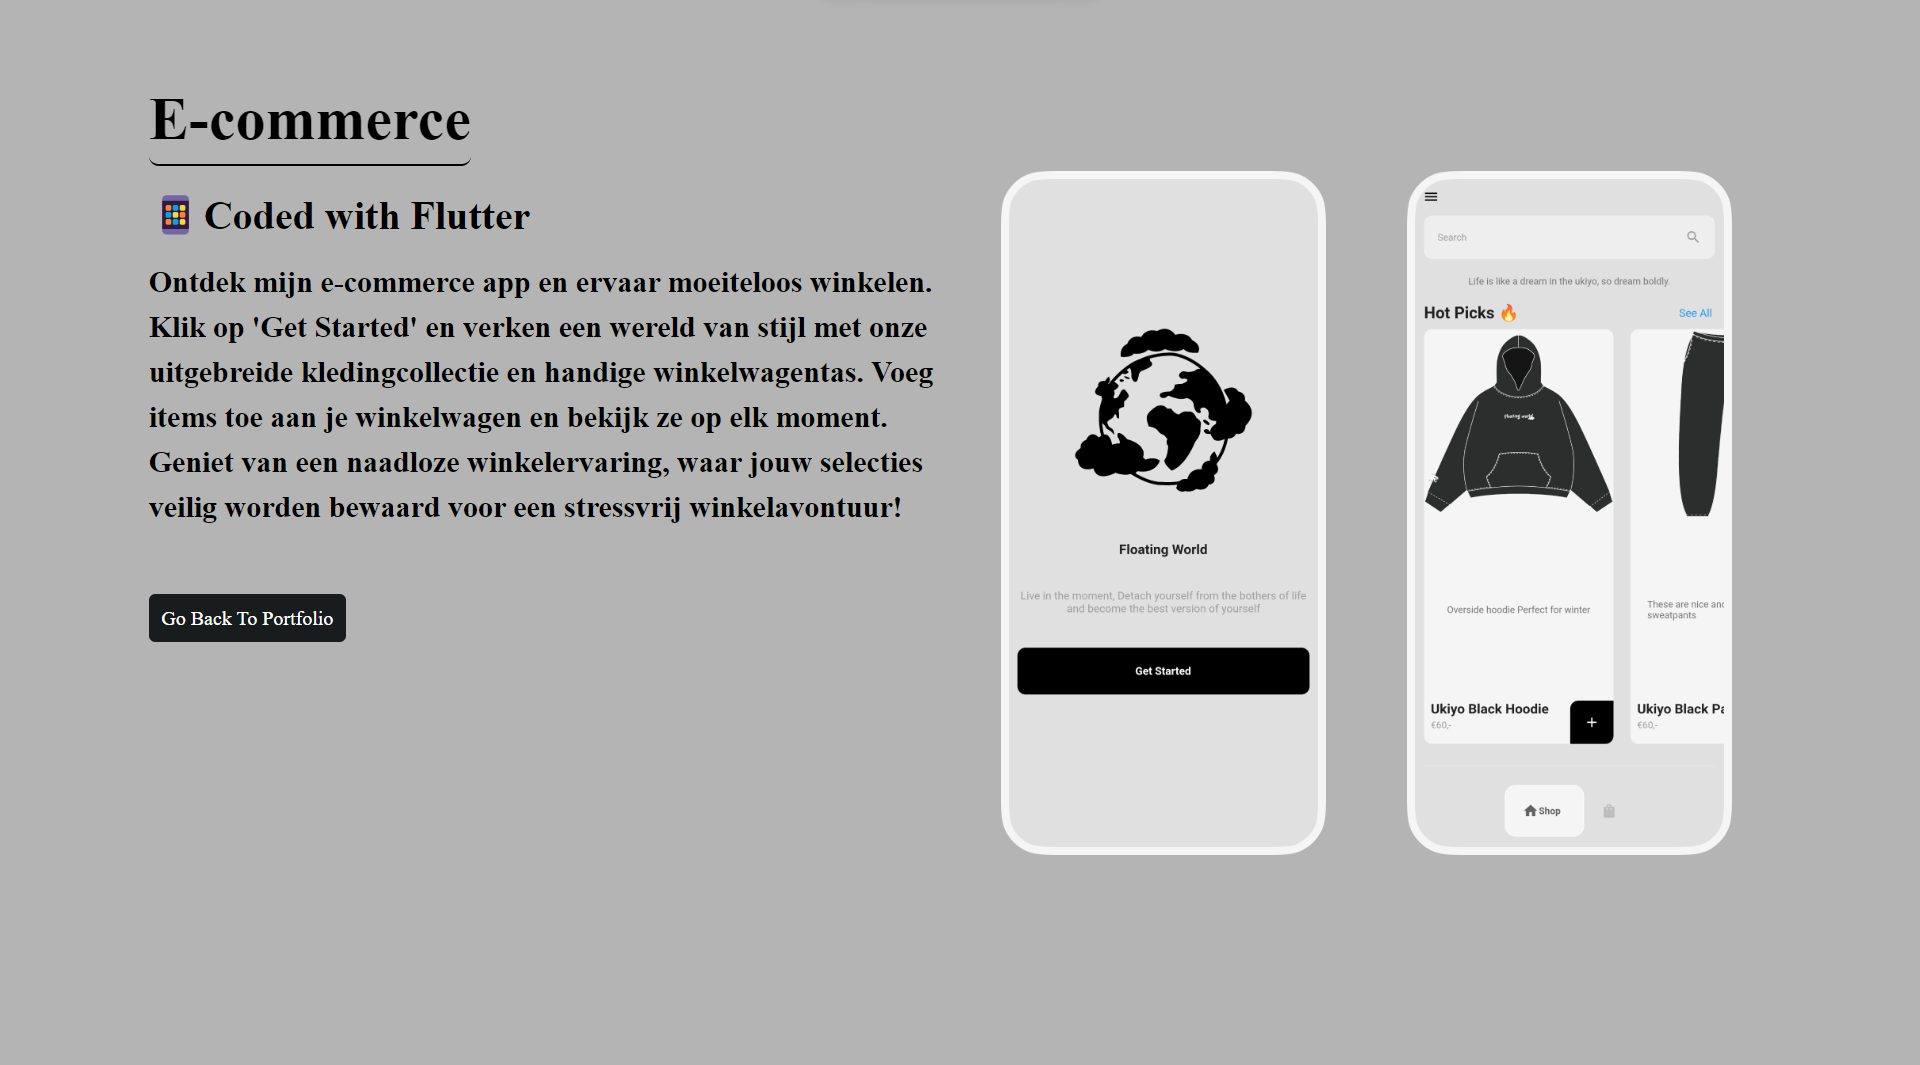 E-commerce
📱 Coded with Flutter
Ontdek mijn e-commerce app en ervaar moeiteloos winkelen.
Klik op 'Get Started' en verken een wereld van stijl met onze
uitgebreide kledingcollectie en handige winkelwagentas. Voeg
items toe aan je winkelwagen en bekijk ze op elk moment.
Geniet van een naadloze winkelervaring, waar jouw selecties
veilig worden bewaard voor een stressvrij winkelavontuur!
Go Back To Portfolio
Floating World
Live in the moment, Detach yourself from the bothers of life
and become the best version of yourself
Get Started
Search
Life is like a dream in the ukiyo, so dream boldly.
Hot Picks 🔥
See All
floating world
Overside hoodie Perfect for winter
Ukiyo Black Hoodie
€60,-
+
These are nice and
sweatpants
Ukiyo Black Pa
€60,-
Shop